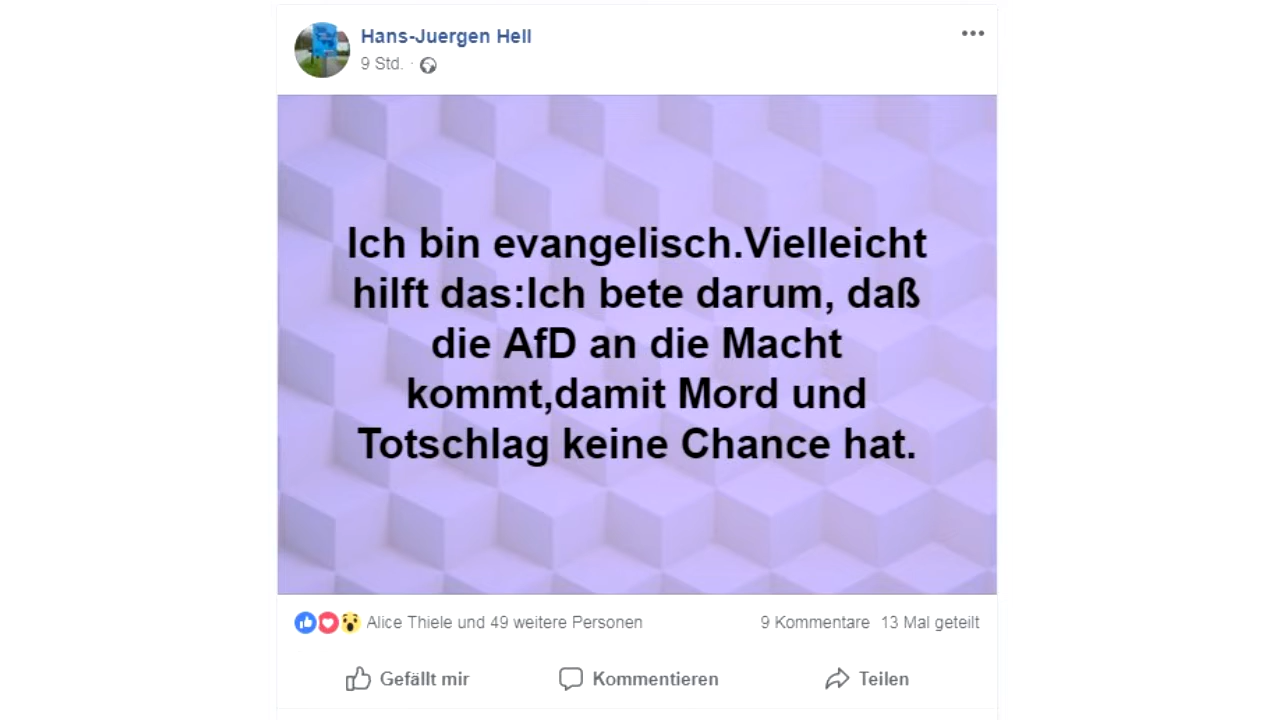 Hans-Juergen Hell
9 Std. ·
Ich bin evangelisch.Vielleicht
hilft das:Ich bete darum, daß
die AfD an die Macht
kommt,damit Mord und
Totschlag keine Chance hat.
Alice Thiele und 49 weitere Personen 9 Kommentare 13 Mal geteilt
Gefällt mir Kommentieren Teilen